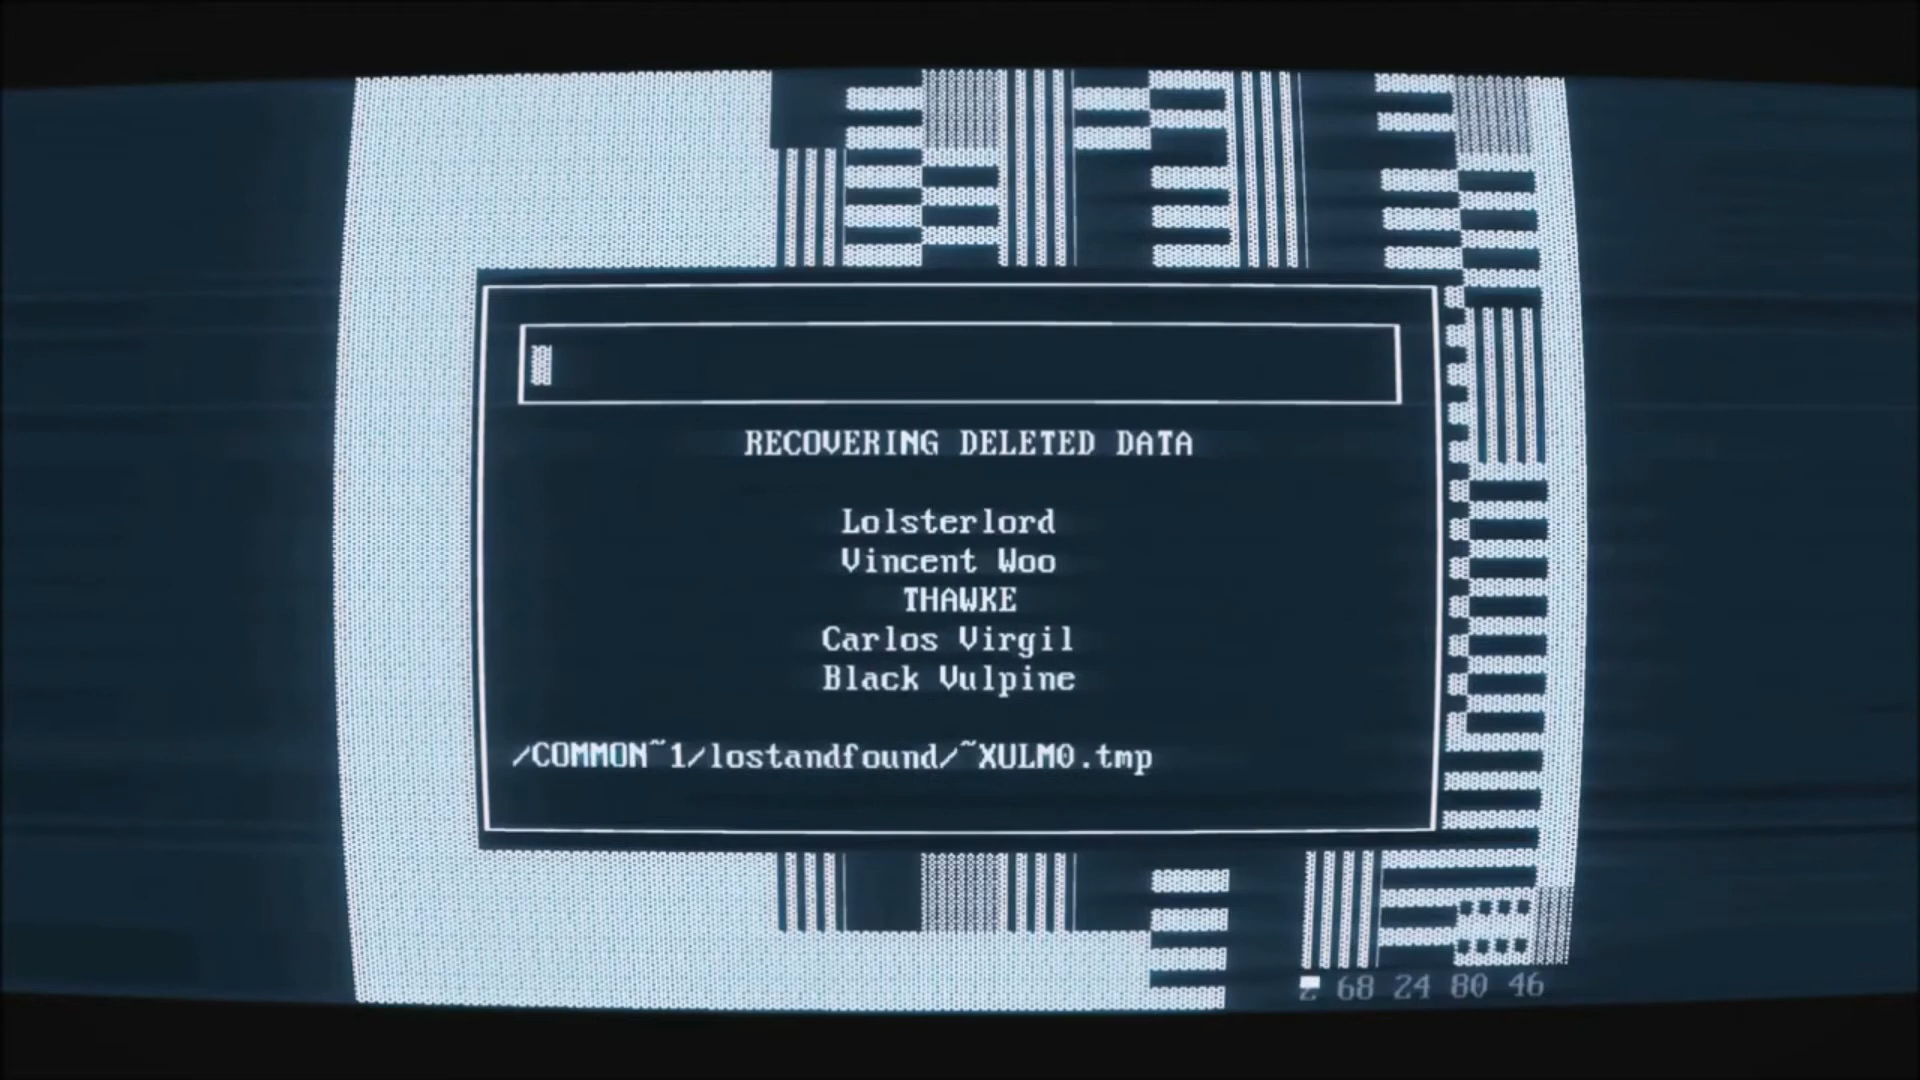 RECOVERING DELETED DATA
Lolsterlord
Vincent Woo
THAWKE
Carlos Virgil
Black Vulpine
/COMMON~1/lostandfound/~XULM0.tmp
2 68 24 80 46